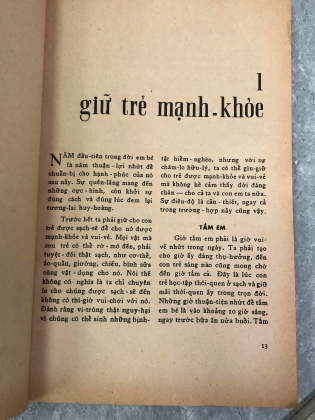 1
giữ trẻ mạnh-khỏe
NĂM đầu-tiên trong đời em bé
là năm thuận-lợi nhứt để
chuẩn-bị cho hạnh-phúc của nó
sau này. Sự quên-lãng mang đến
những cực-hình, còn khỏi sự
đúng cách và đúng lúc đem lại
tương-lai huy-hoàng.
Trước hết ta phải giữ cho con
trẻ được sạch-sẽ để cho nó được
mạnh-khỏe và vui-vẻ. Mọi vật mà
con trẻ có thể rờ-mó đến, phải
tuyệt-đối thật sạch, như cơ-thể,
áo-quần, giường, chiếu, bình sữa
cùng vật-dụng cho nó. Nói thế
không có nghĩa là ta chỉ chuyên
lo cho chúng được sạch-sẽ đến
không có thì-giờ vui-chơi với nó.
Đành rằng vi-trùng thật nguy-hại
vì chúng có thể sinh những bịnh-
tật hiểm-nghèo, nhưng với sự
chăm-lo hữu-lý, ta có thể gìn-giữ
cho trẻ được mạnh-khỏe và vui-vẻ
mà không hề cảm thấy đời đáng
chán — cho cả ta và con em ta nữa.
Sự điều-độ là cần-thiết, ngay cả
trong trường-hợp này cũng vậy.
TẮM EM
Giờ tắm em phải là giờ vui-
vẻ nhứt trong ngày. Ta phải tạo
cho giờ ấy đáng thụ-hưởng, đến
con trẻ sáng nào cũng mong chờ
đến giờ tắm cả. Đây là lúc con
trẻ học-tập thói-quen ở sạch và giữ
mãi thói-quen ấy trong trọn đời.
Những giờ thuận-tiện nhứt để tắm
em bé là vào khoảng 10 giờ sáng,
ngay trước bữa ăn nửa buổi. Tắm
13